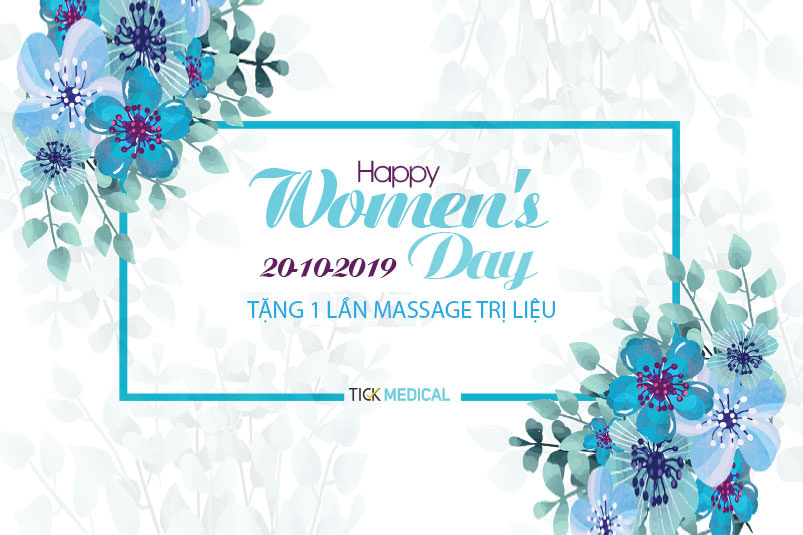 Happy
Women's
20-10-2019 Day
TẶNG 1 LẦN MASSAGE TRỊ LIỆU
TICK MEDICAL